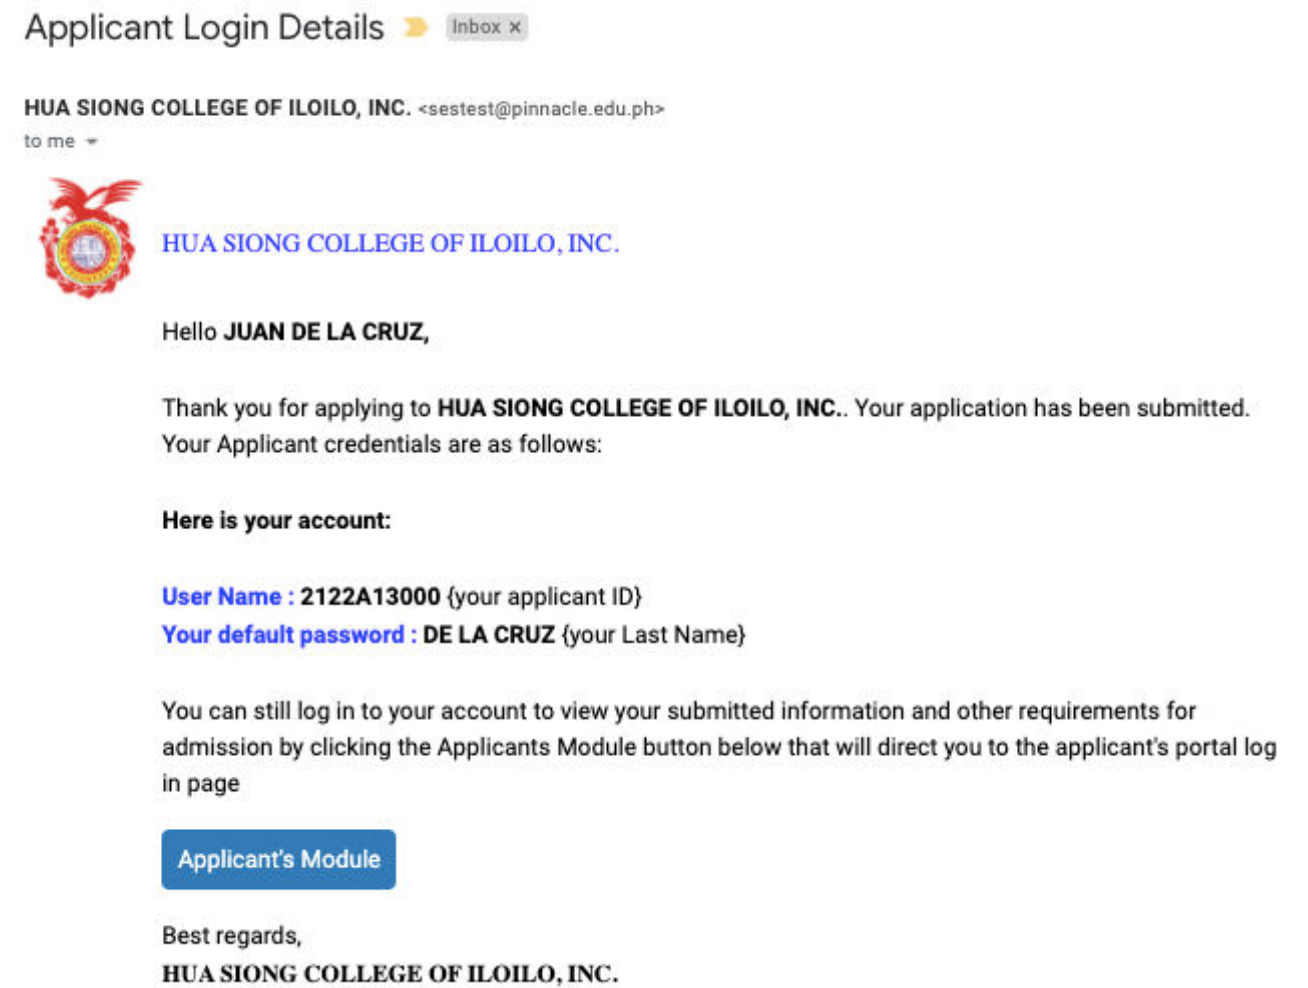 Applicant Login Details
Inbox ×
HUA SIONG COLLEGE OF ILOILO, INC. <sestest@pinnacle.edu.ph>
to me
HUA SIONG COLLEGE OF ILOILO, INC.
Hello JUAN DE LA CRUZ,
Thank you for applying to HUA SIONG COLLEGE OF ILOILO, INC.. Your application has been submitted.
Your Applicant credentials are as follows:
Here is your account:
User Name : 2122A13000 {your applicant ID}
Your default password : DE LA CRUZ {your Last Name}
You can still log in to your account to view your submitted information and other requirements for
admission by clicking the Applicants Module button below that will direct you to the applicant's portal log
in page
Applicant's Module
Best regards,
HUA SIONG COLLEGE OF ILOILO, INC.